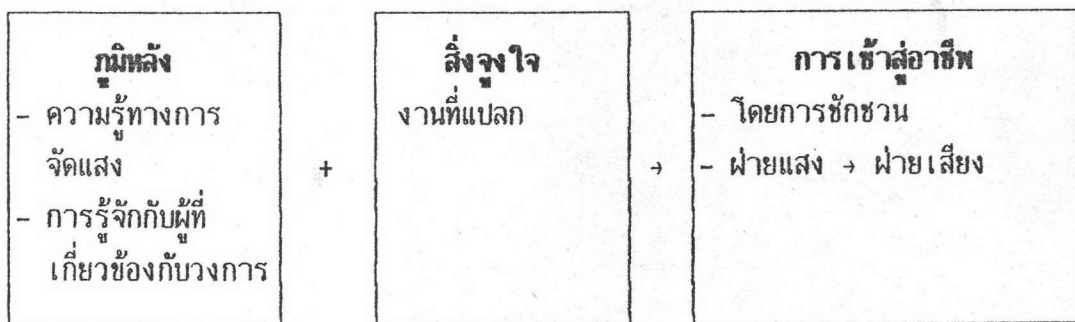 ภูมิหลัง
- ความรู้ทางการ
จัดแสง
- การรู้จักกับผู้ที่
เกี่ยวข้องกับวงการ
+
สิ่งจูงใจ
งานที่แปลก
→
การเข้าสู่อาชีพ
- โดยการชักชวน
- ฝ่ายแสง → ฝ่ายเสียง